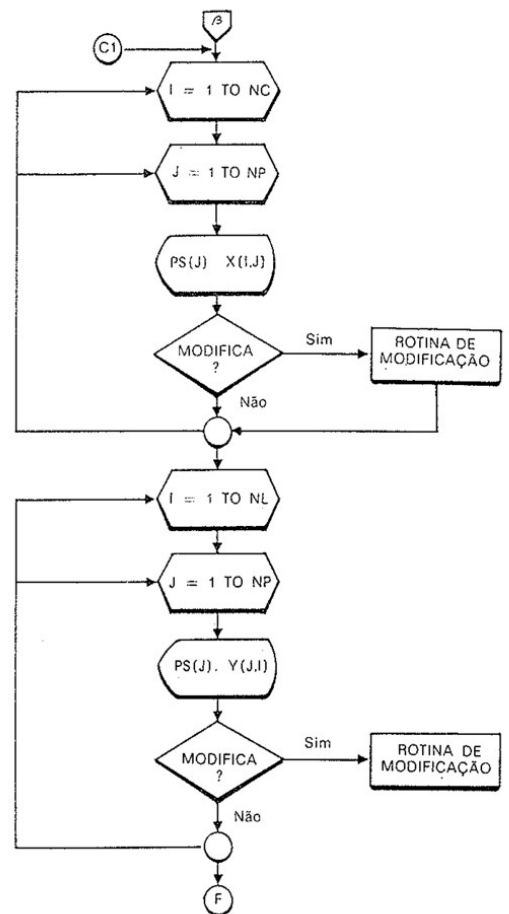 β
C1
I = 1 TO NC
J = 1 TO NP
PS(J) X(I,J)
MODIFICA
?
Sim
ROTINA DE
MODIFICAÇÃO
Não
I = 1 TO NL
J = 1 TO NP
PS(J). Y(J,I)
MODIFICA
?
Sim
ROTINA DE
MODIFICAÇÃO
Não
F